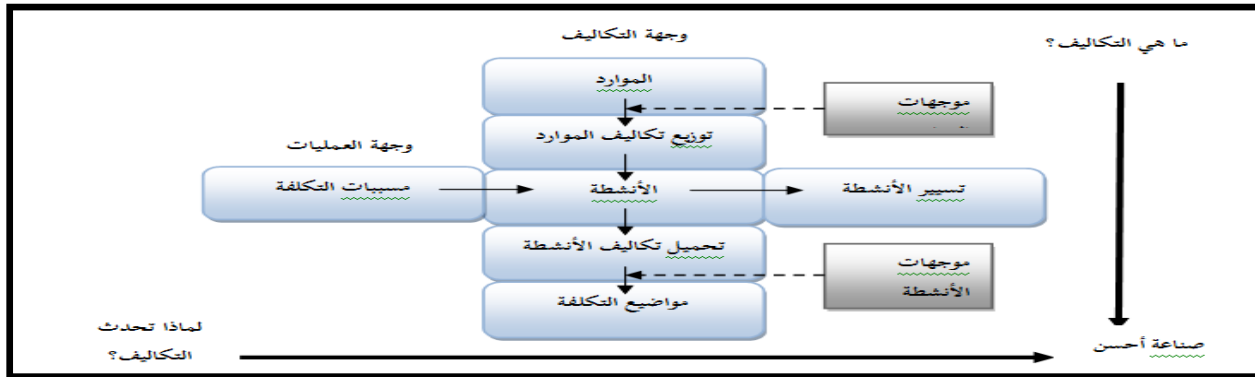 وجهة التكاليف
ما هي التكاليف؟
الموارد
موجهات
توزيع تكاليف الموارد
وجهة العمليات
مسببات التكلفة
الأنشطة
تسيير الأنشطة
تحميل تكاليف الأنشطة
موجهات
الأنشطة
مواضيع التكلفة
لماذا تحدث
التكاليف؟
صناعة أحسن